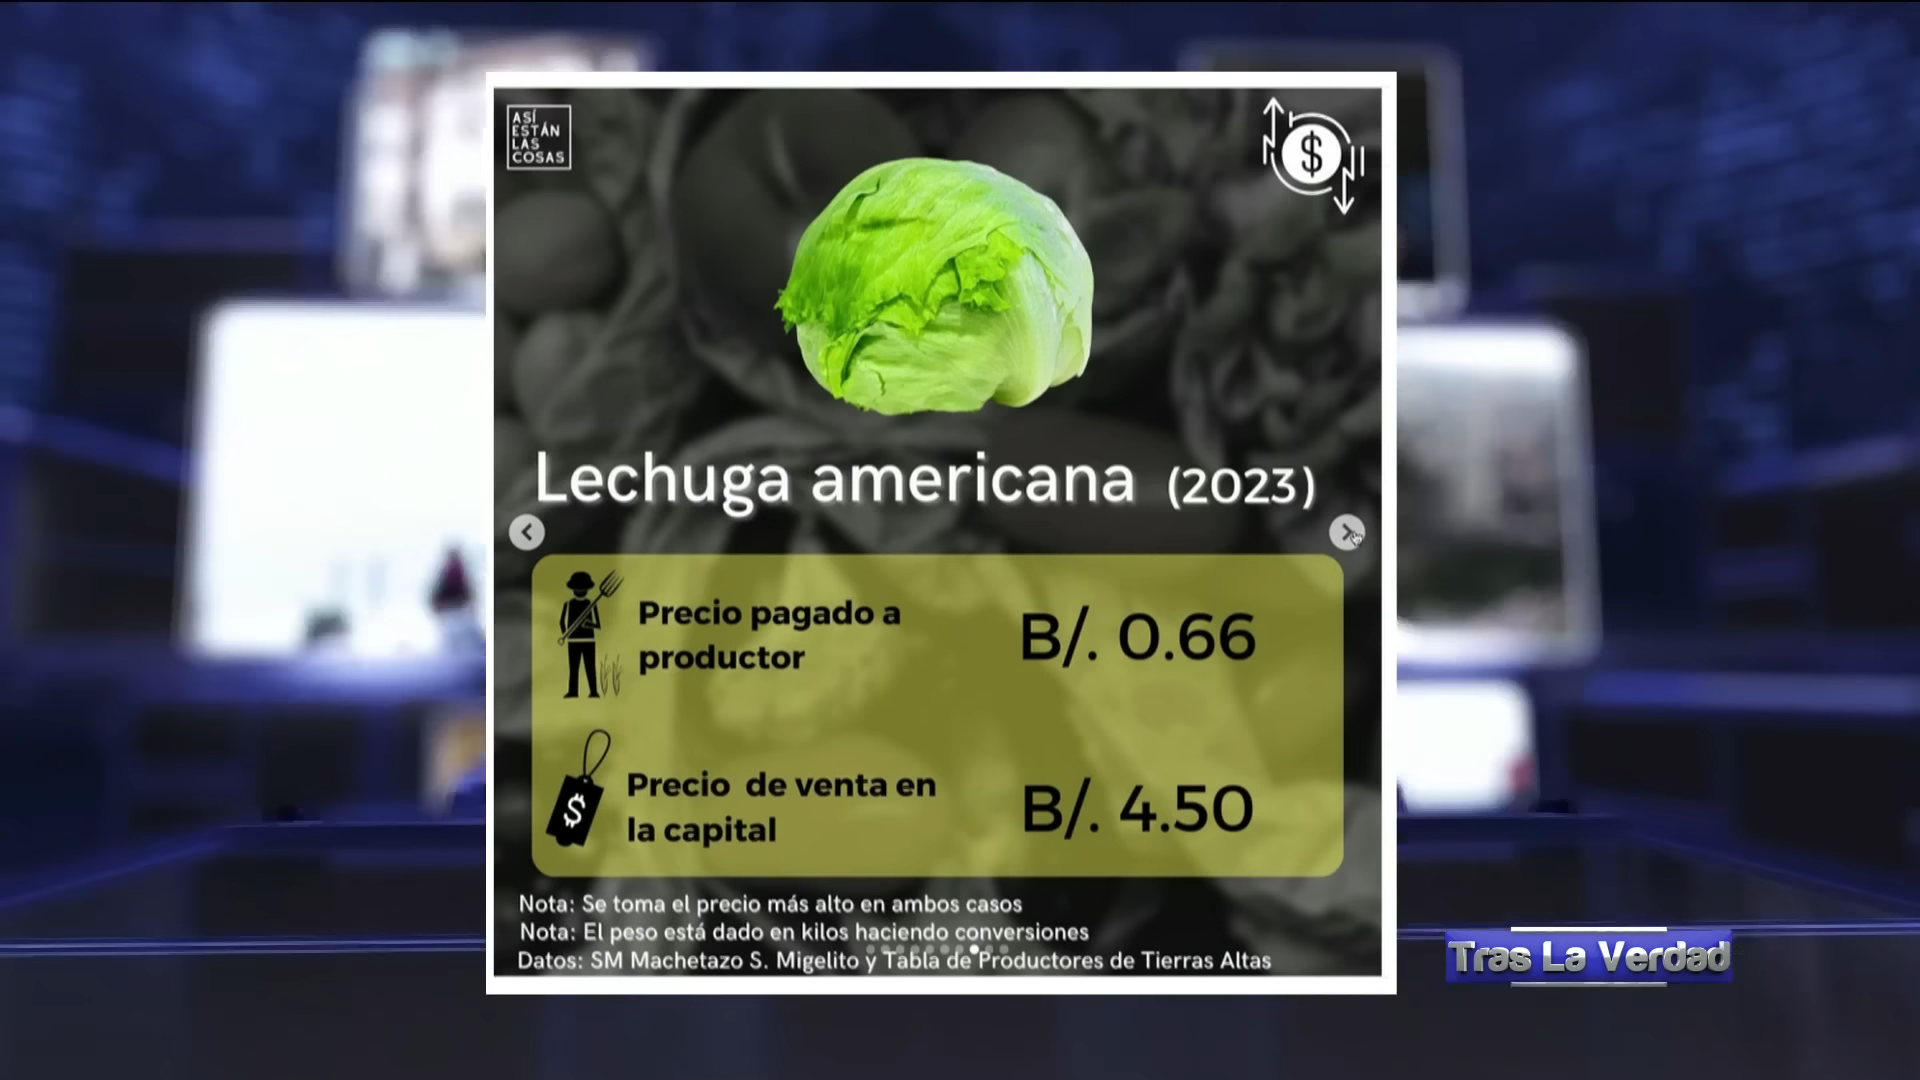 ASÍ
ESTÁN
LAS
COSAS
$
Lechuga americana (2023)
Precio pagado a
productor
B/. 0.66
$
Precio de venta en
la capital
B/. 4.50
Nota: Se toma el precio más alto en ambos casos
Nota: El peso está dado en kilos haciendo conversiones
Datos: SM Machetazo S. Migelito y Tabla de Productores de Tierras Altas
Tras La Verdad